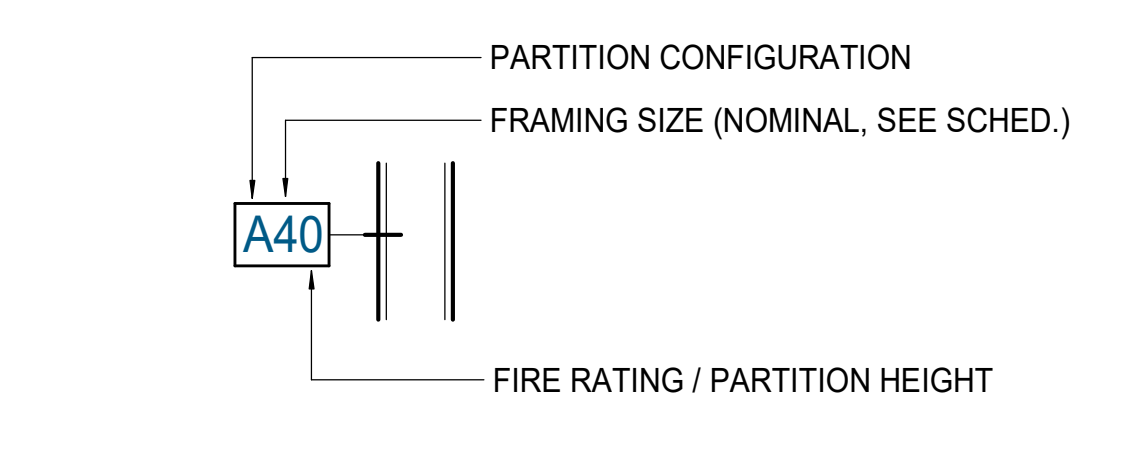 PARTITION CONFIGURATION
FRAMING SIZE (NOMINAL, SEE SCHED.)
A40
FIRE RATING / PARTITION HEIGHT